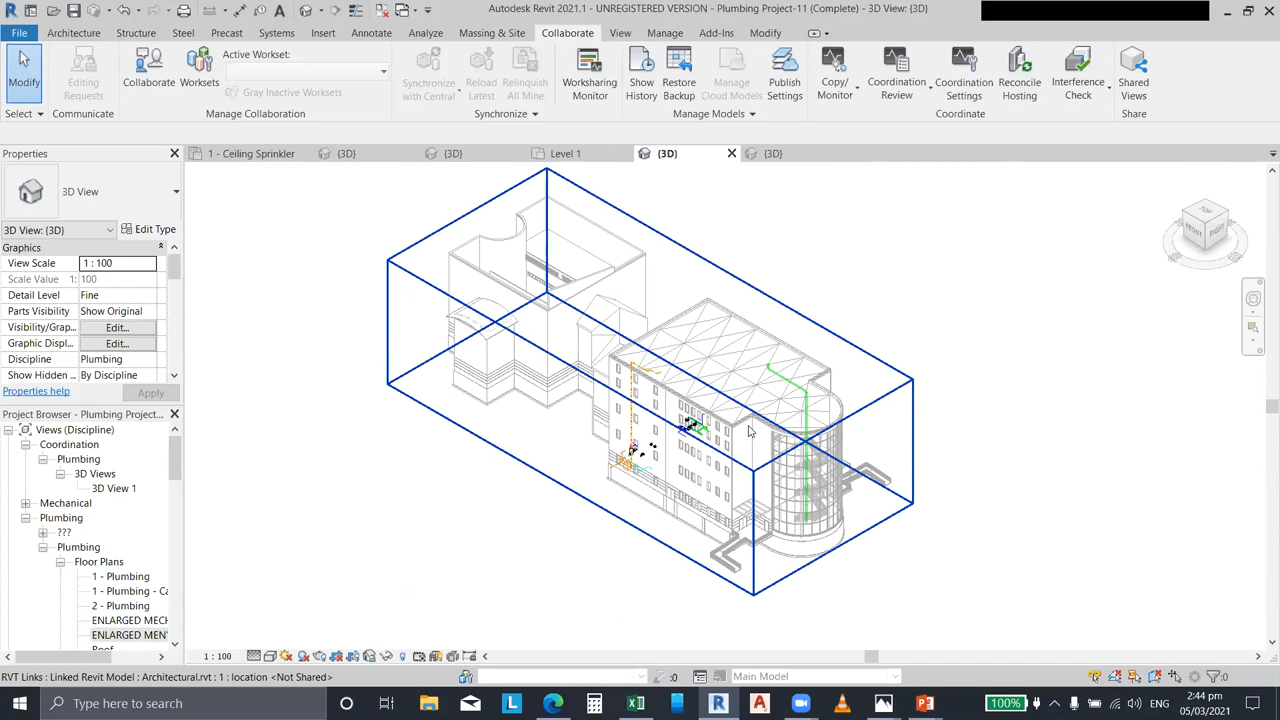 Autodesk Revit 2021.1 - UNREGISTERED VERSION - Plumbing Project-11 (Complete) - 3D View: {3D}
File Architecture Structure Steel Precast Systems Insert Annotate Analyze Massing & Site Collaborate View Manage Add-Ins Modify
Modify
Select
Editing
Requests
Communicate
Collaborate
Worksets
Active Workset:
Gray Inactive Worksets
Manage Collaboration
Synchronize
with Central
Reload
Latest
Relinquish
All Mine
Worksharing
Monitor
Synchronize
Show
History
Restore
Backup
Manage
Cloud Models
Publish
Settings
Manage Models
Copy/
Monitor
Coordination
Review
Coordination
Settings
Reconcile
Hosting
Interference
Check
Coordinate
Shared
Views
Share
Properties
1 - Ceiling Sprinkler {3D} {3D} Level 1 {3D} {3D}
3D View
3D View: {3D} Edit Type
Graphics
View Scale 1 : 100
Scale Value 1: 100
Detail Level Fine
Parts Visibility Show Original
Visibility/Grap... Edit...
Graphic Displ... Edit...
Discipline Plumbing
Show Hidden ... By Discipline
Properties help Apply
Project Browser - Plumbing Project...
Views (Discipline)
Coordination
Plumbing
3D Views
3D View 1
Mechanical
Plumbing
???
Plumbing
Floor Plans
1 - Plumbing
1 - Plumbing - Ca
2 - Plumbing
ENLARGED MECH
ENLARGED MEN'
TOP
FRONT
RIGHT
1 : 100
RVT Links : Linked Revit Model : Architectural.rvt : 1 : location <Not Shared>
:0
Main Model
:0
Type here to search
100%
ENG
2:44 pm
05/03/2021